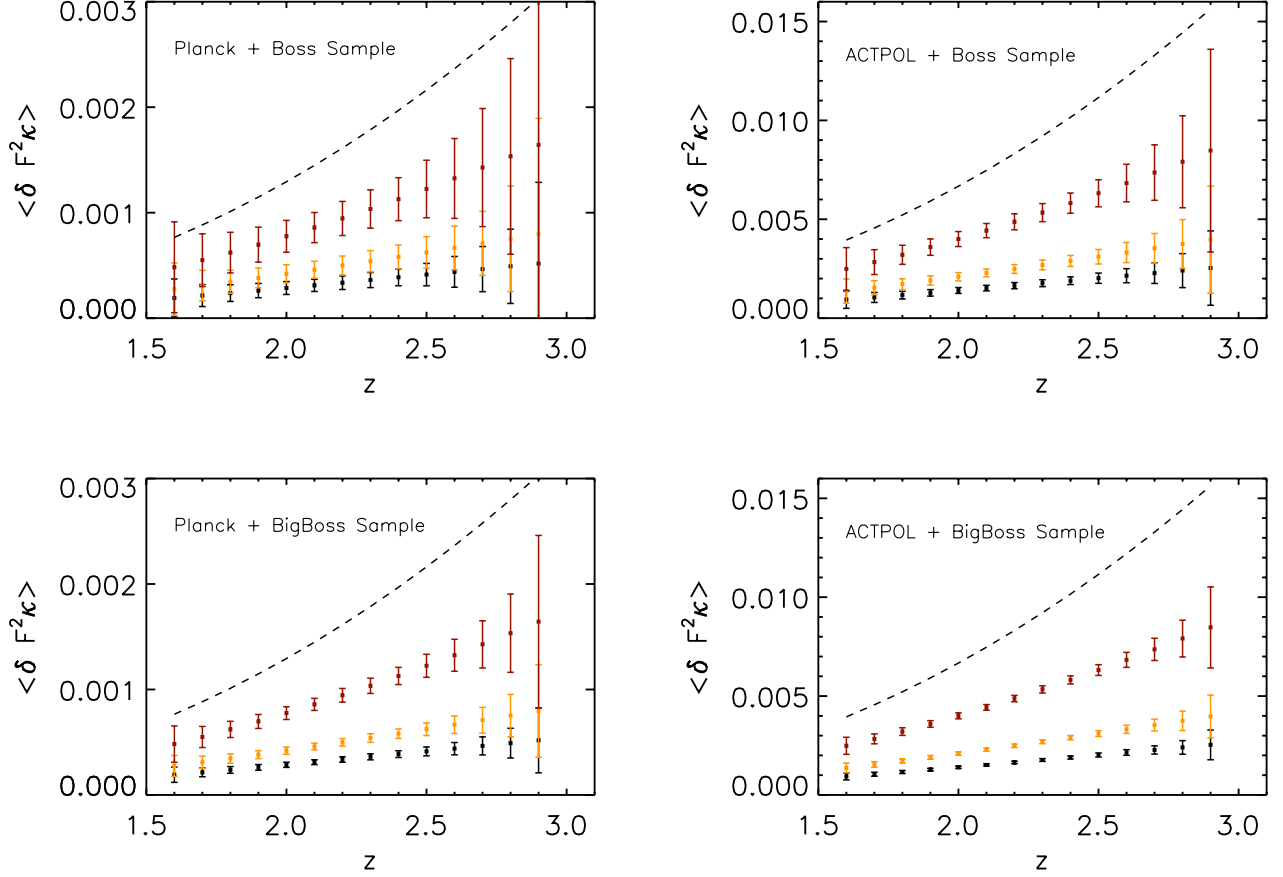 Planck + Boss Sample
<δ F²κ>
0.003
0.002
0.001
0.000
1.5 2.0 2.5 3.0
z
ACTPOL + Boss Sample
<δ F²κ>
0.015
0.010
0.005
0.000
1.5 2.0 2.5 3.0
z
Planck + BigBoss Sample
<δ F²κ>
0.003
0.002
0.001
0.000
1.5 2.0 2.5 3.0
z
ACTPOL + BigBoss Sample
<δ F²κ>
0.015
0.010
0.005
0.000
1.5 2.0 2.5 3.0
z